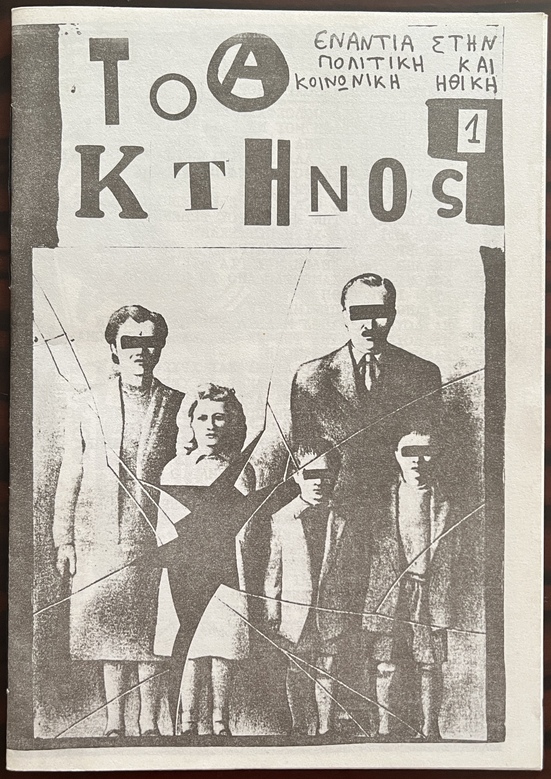 Το Ⓐ
ΕΝΑΝΤΙΑ ΣΤΗΝ
ΠΟΛΙΤΙΚΗ ΚΑΙ
ΚΟΙΝΩΝΙΚΗ ΗΘΙΚΗ
1
ΚΤΗΝΟς